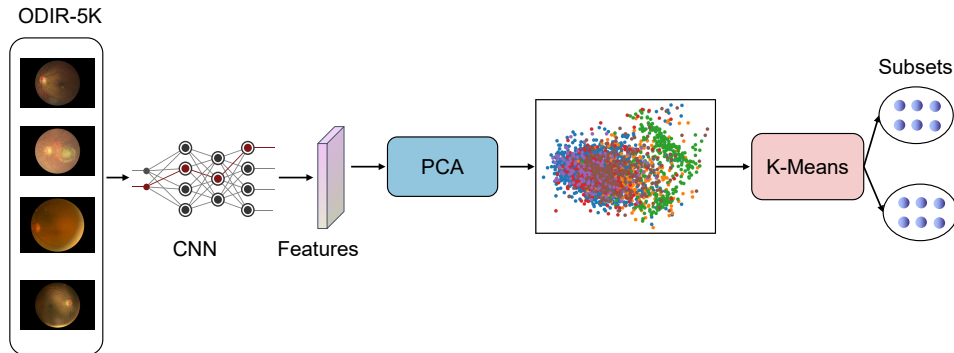 ODIR-5K
CNN
Features
PCA
K-Means
Subsets